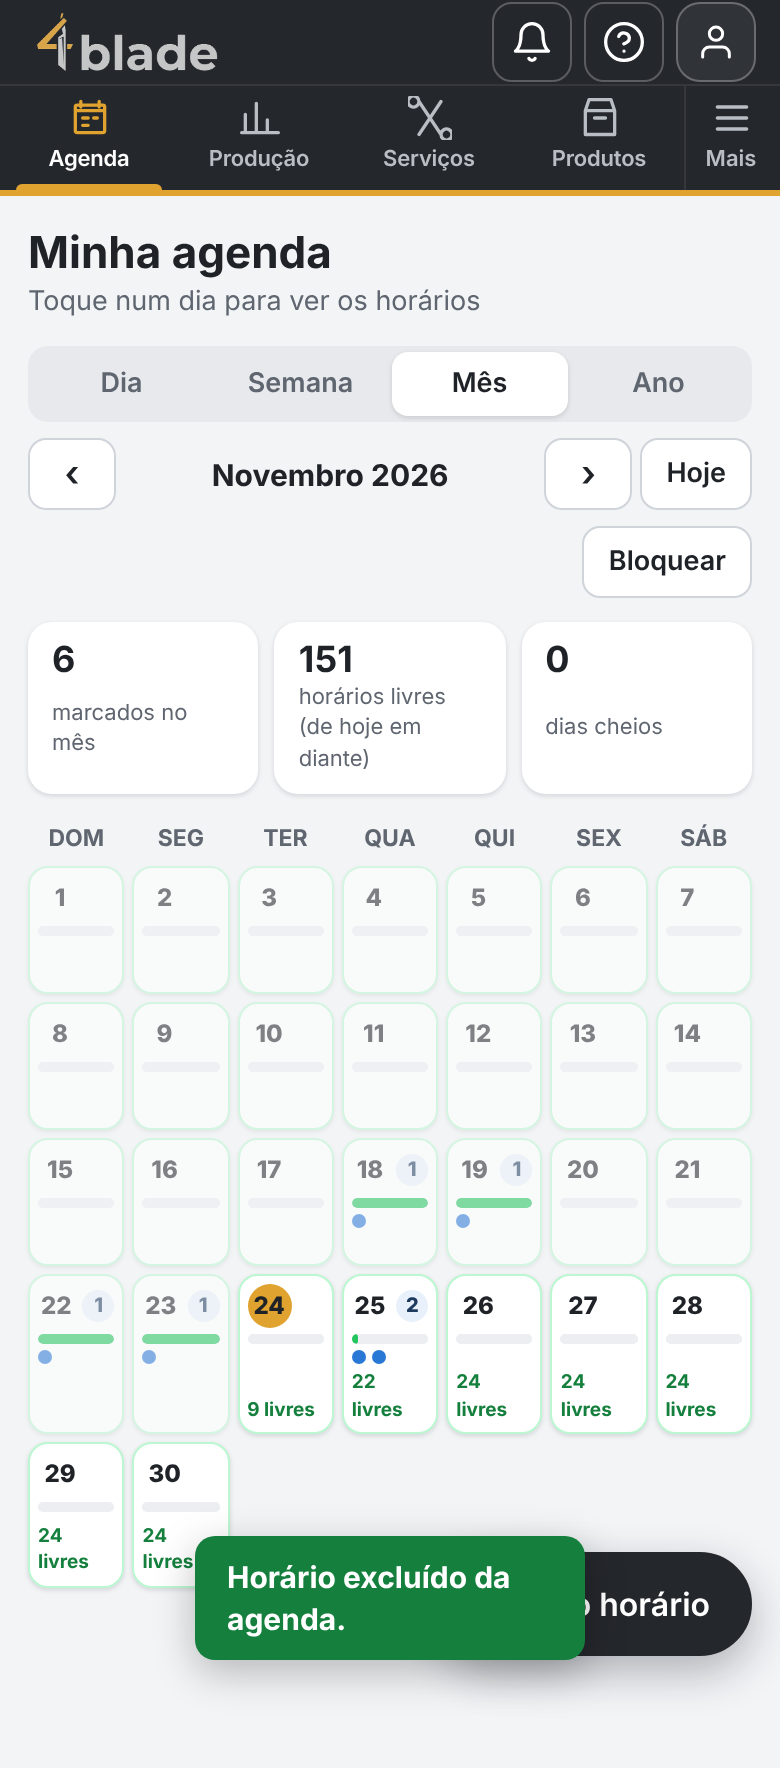 4blade
Agenda
Produção
Serviços
Produtos
Mais
Minha agenda
Toque num dia para ver os horários
Dia
Semana
Mês
Ano
‹
Novembro 2026
›
Hoje
Bloquear
6
marcados no
mês
151
horários livres
(de hoje em
diante)
0
dias cheios
DOM SEG TER QUA QUI SEX SÁB
1 2 3 4 5 6 7
8 9 10 11 12 13 14
15 16 17 18 1 19 1 20 21
22 1 23 1 24 25 2 26 27 28
9 livres
22
livres
24
livres
24
livres
24
livres
29 30
24
livres
24
livres
Horário excluído da
agenda.
horário